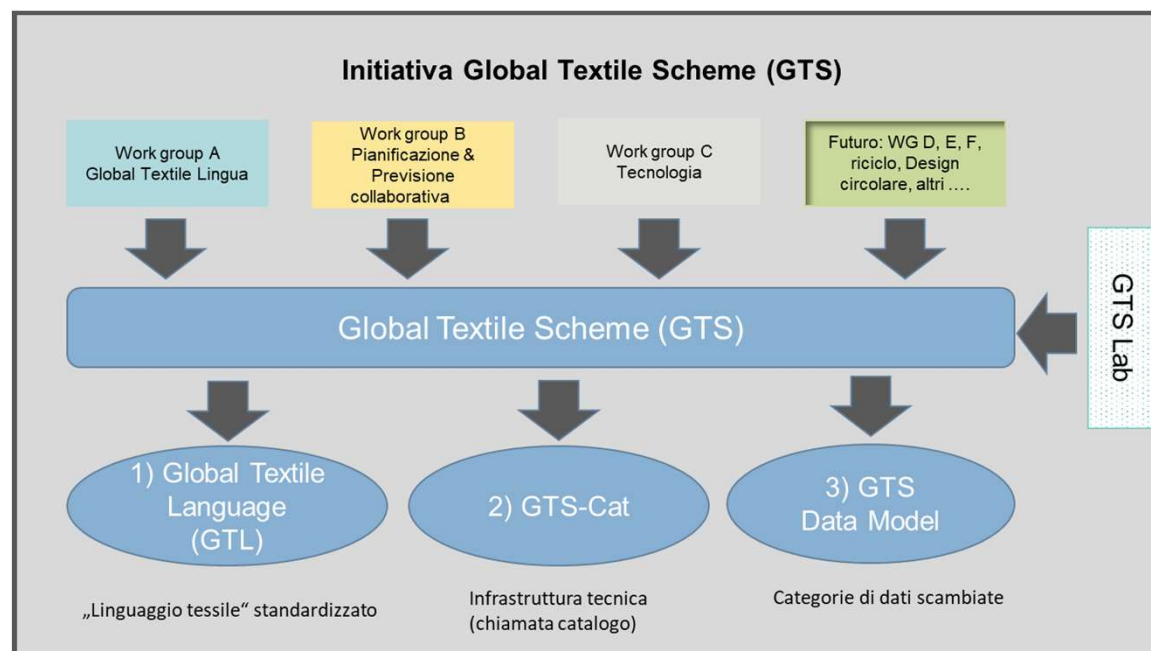 Initiativa Global Textile Scheme (GTS)
Work group A
Global Textile Lingua
Work group B
Pianificazione &
Previsione
collaborativa
Work group C
Tecnologia
Futuro: WG D, E, F,
riciclo, Design
circolare, altri ....
GTS Lab
Global Textile Scheme (GTS)
1) Global Textile
Language
(GTL)
2) GTS-Cat
3) GTS
Data Model
„Linguaggio tessile“ standardizzato
Infrastruttura tecnica
(chiamata catalogo)
Categorie di dati scambiate